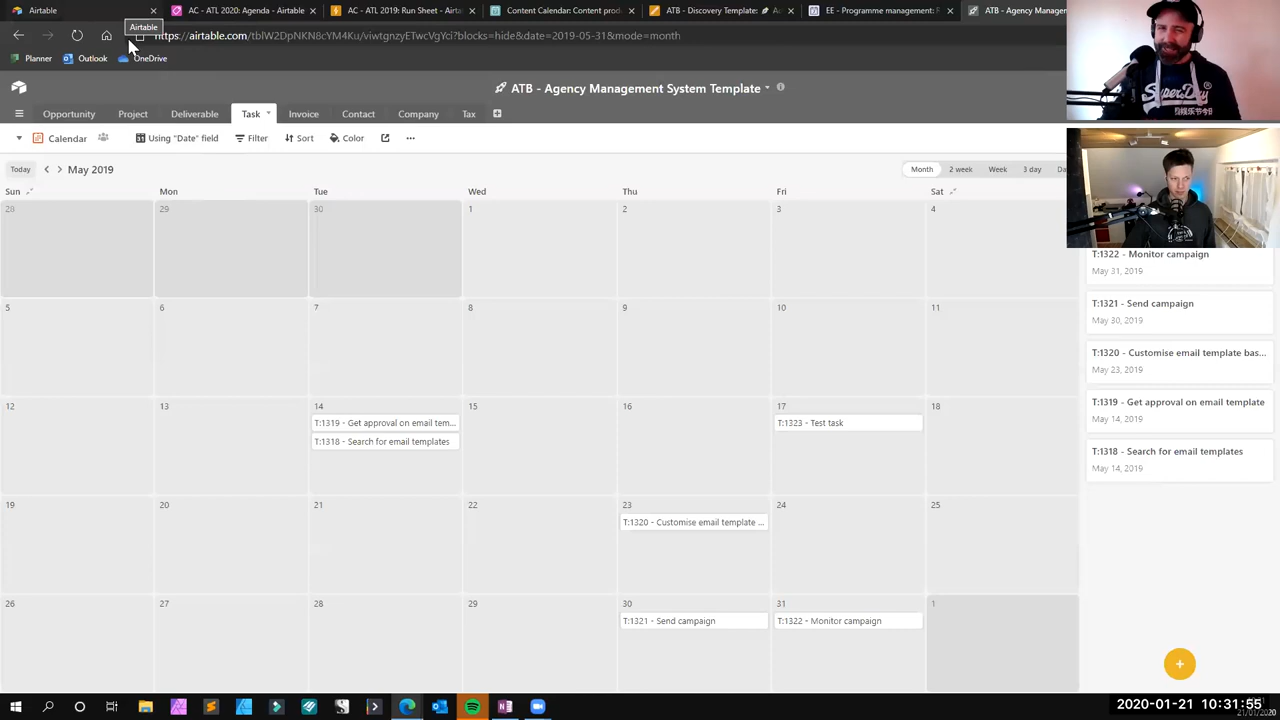 Airtable
AC - ATL 2020: Agenda - Airtable
AC - ATL 2019: Run Sheet - Airtab
Content Calendar: Content produ
ATB - Discovery Template:
EE - Programme management: R
ATB - Agency Manageme
Airtable
https://airtable.com/tblW2DpNKN8cYM4Ku/viwtgnzyETwcVgYci?blocks=hide&date=2019-05-31&mode=month
Planner
Outlook
OneDrive
ATB - Agency Management System Template
Opportunity
Project
Deliverable
Task
Invoice
Contact
Company
Tax
Calendar
Using "Date" field
Filter
Sort
Color
Today
May 2019
Month
2 week
Week
3 day
Da
Sun
Mon
Tue
Wed
Thu
Fri
Sat
28
29
30
1
2
3
4
5
6
7
8
9
10
11
12
13
14
15
16
17
18
T:1319 - Get approval on email tem...
T:1323 - Test task
T:1318 - Search for email templates
19
20
21
22
23
24
25
T:1320 - Customise email template ...
26
27
28
29
30
31
1
T:1321 - Send campaign
T:1322 - Monitor campaign
Superdry
T:1322 - Monitor campaign
May 31, 2019
T:1321 - Send campaign
May 30, 2019
T:1320 - Customise email template bas...
May 23, 2019
T:1319 - Get approval on email template
May 14, 2019
T:1318 - Search for email templates
May 14, 2019
+
2020-01-21 10:31:55
21/01/2020